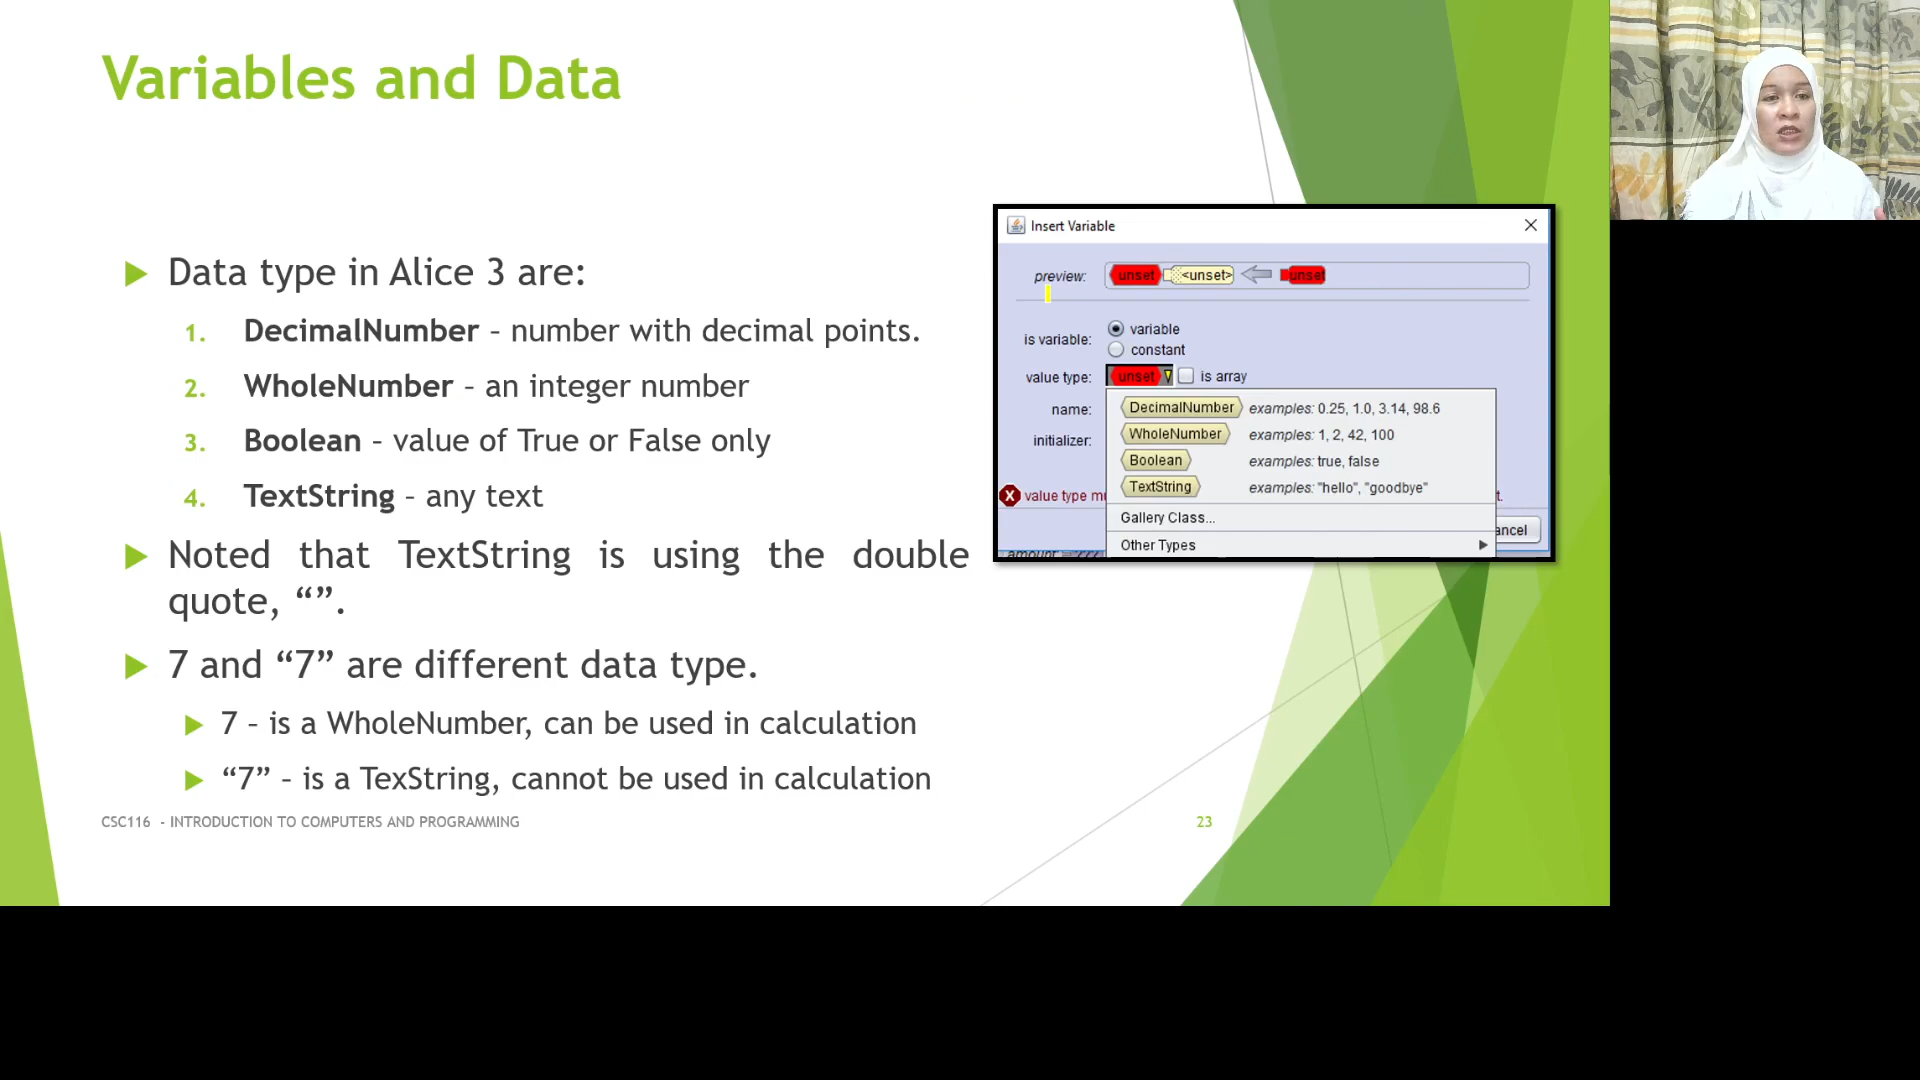 Variables and Data
Data type in Alice 3 are:
1. DecimalNumber – number with decimal points.
2. WholeNumber – an integer number
3. Boolean – value of True or False only
4. TextString – any text
Noted that TextString is using the double
quote, “”.
7 and “7” are different data type.
7 – is a WholeNumber, can be used in calculation
“7” – is a TexString, cannot be used in calculation
CSC116 - INTRODUCTION TO COMPUTERS AND PROGRAMMING
23
Insert Variable
preview: unset <unset> unset
is variable: variable
constant
value type: unset is array
name:
initializer:
DecimalNumber examples: 0.25, 1.0, 3.14, 98.6
WholeNumber examples: 1, 2, 42, 100
Boolean examples: true, false
TextString examples: "hello", "goodbye"
value type
Gallery Class...
Other Types
ancel